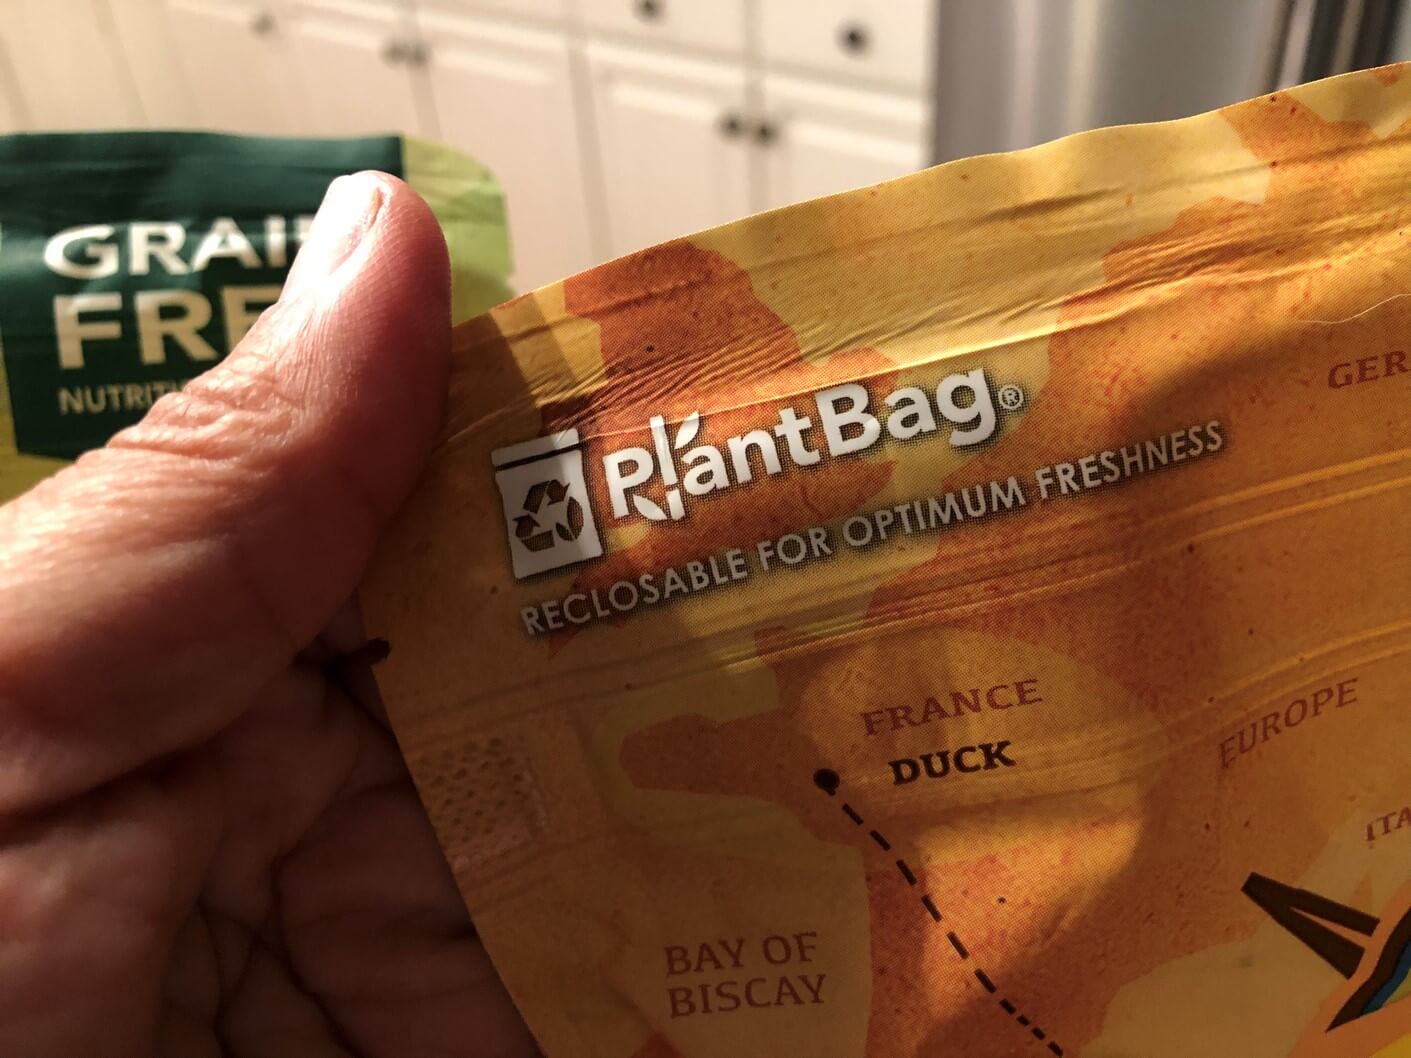 GRAI
FRE
NUTRITI
PlantBag®
RECLOSABLE FOR OPTIMUM FRESHNESS
GER
FRANCE
DUCK
EUROPE
ITA
BAY OF
BISCAY